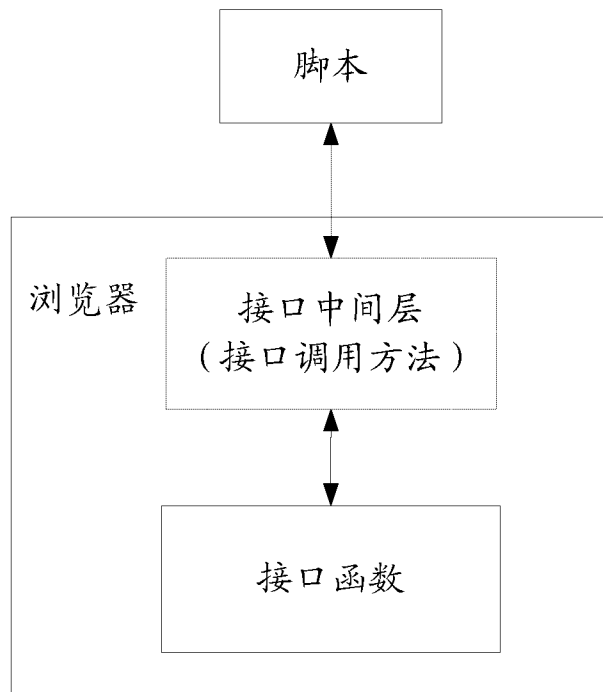 脚本
浏览器
接口中间层
（接口调用方法）
接口函数